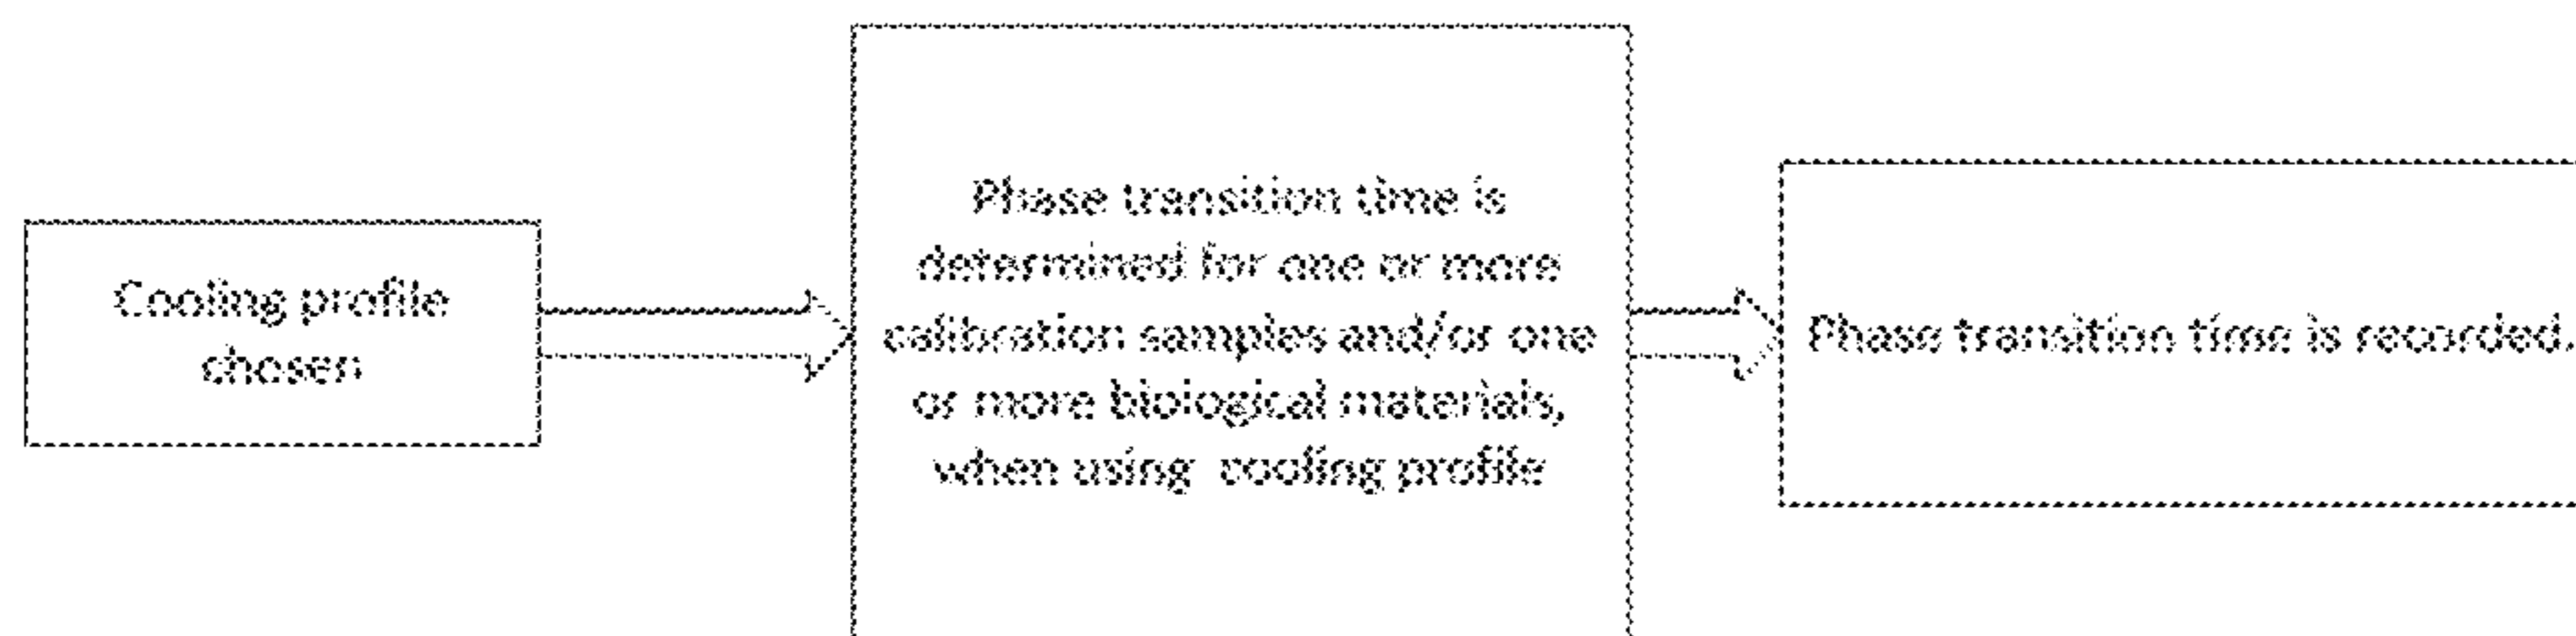 Cooling profile
chosen
Phase transition time is
determined for one or more
calibration samples and/or one
or more biological materials,
when using cooling profile
Phase transition time is recorded.